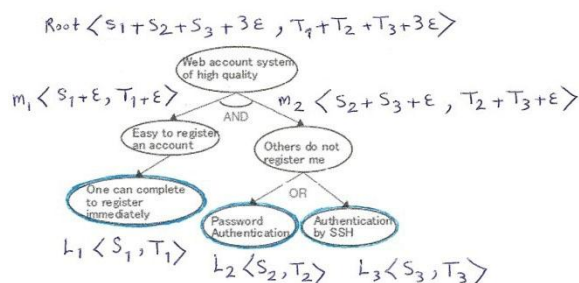 Root <S₁+S₂+S₃+3ε, T₁+T₂+T₃+3ε>
Web account system
of high quality
m₁ <S₁+ε, T₁+ε>
m₂ <S₂+S₃+ε, T₂+T₃+ε>
AND
Easy to register
an account
Others do not
register me
OR
One can complete
to register
immediately
Password
Authentication
Authentication
by SSH
L₁ <S₁, T₁>
L₂ <S₂, T₂>
L₃ <S₃, T₃>